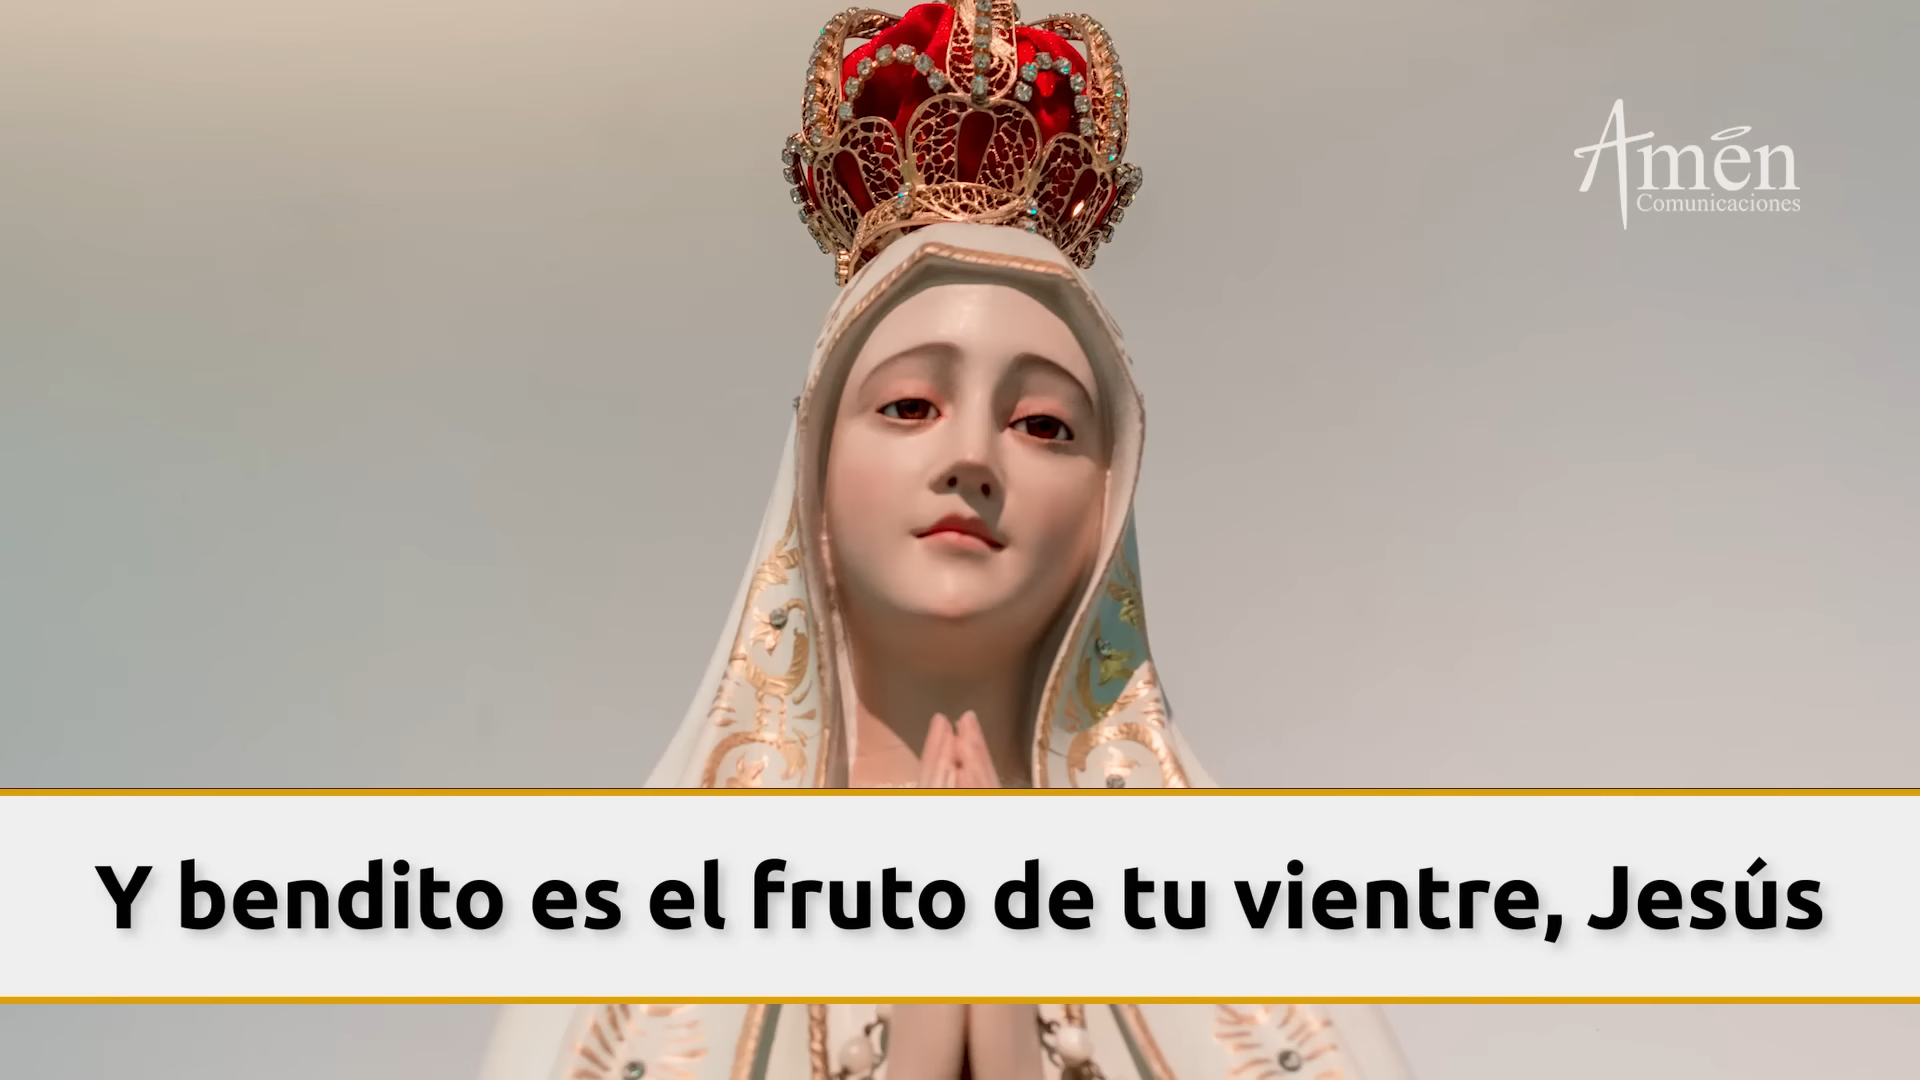 Amén
Comunicaciones
Y bendito es el fruto de tu vientre, Jesús